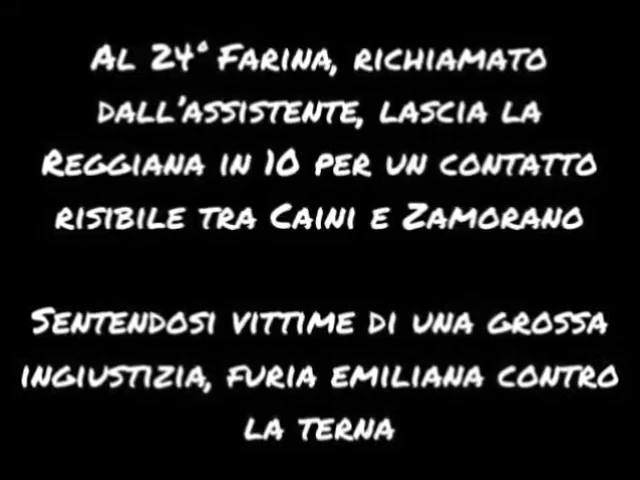 Al 24° Farina, richiamato
dall'assistente, lascia la
Reggiana in 10 per un contatto
risibile tra Caini e Zamorano
Sentendosi vittime di una grossa
ingiustizia, furia emiliana contro
la terna